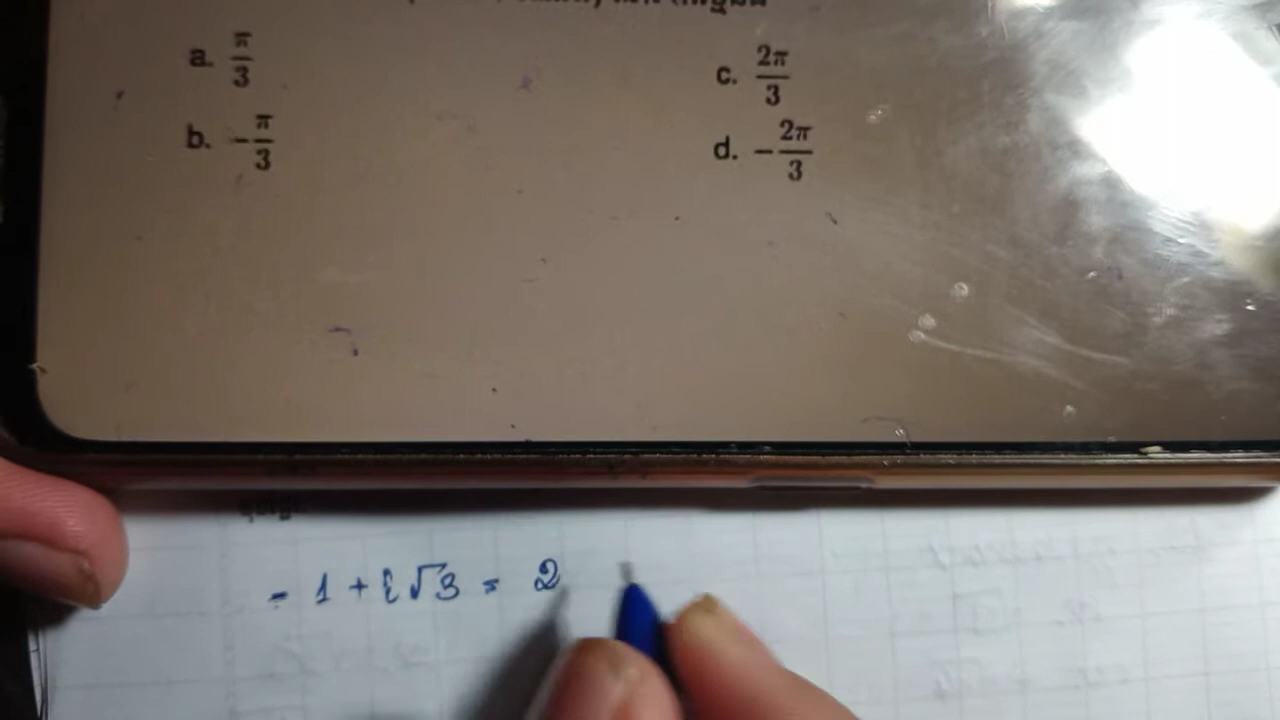 a. π/3
c. 2π/3
b. -π/3
d. -2π/3
- 1 + i √3 = 2